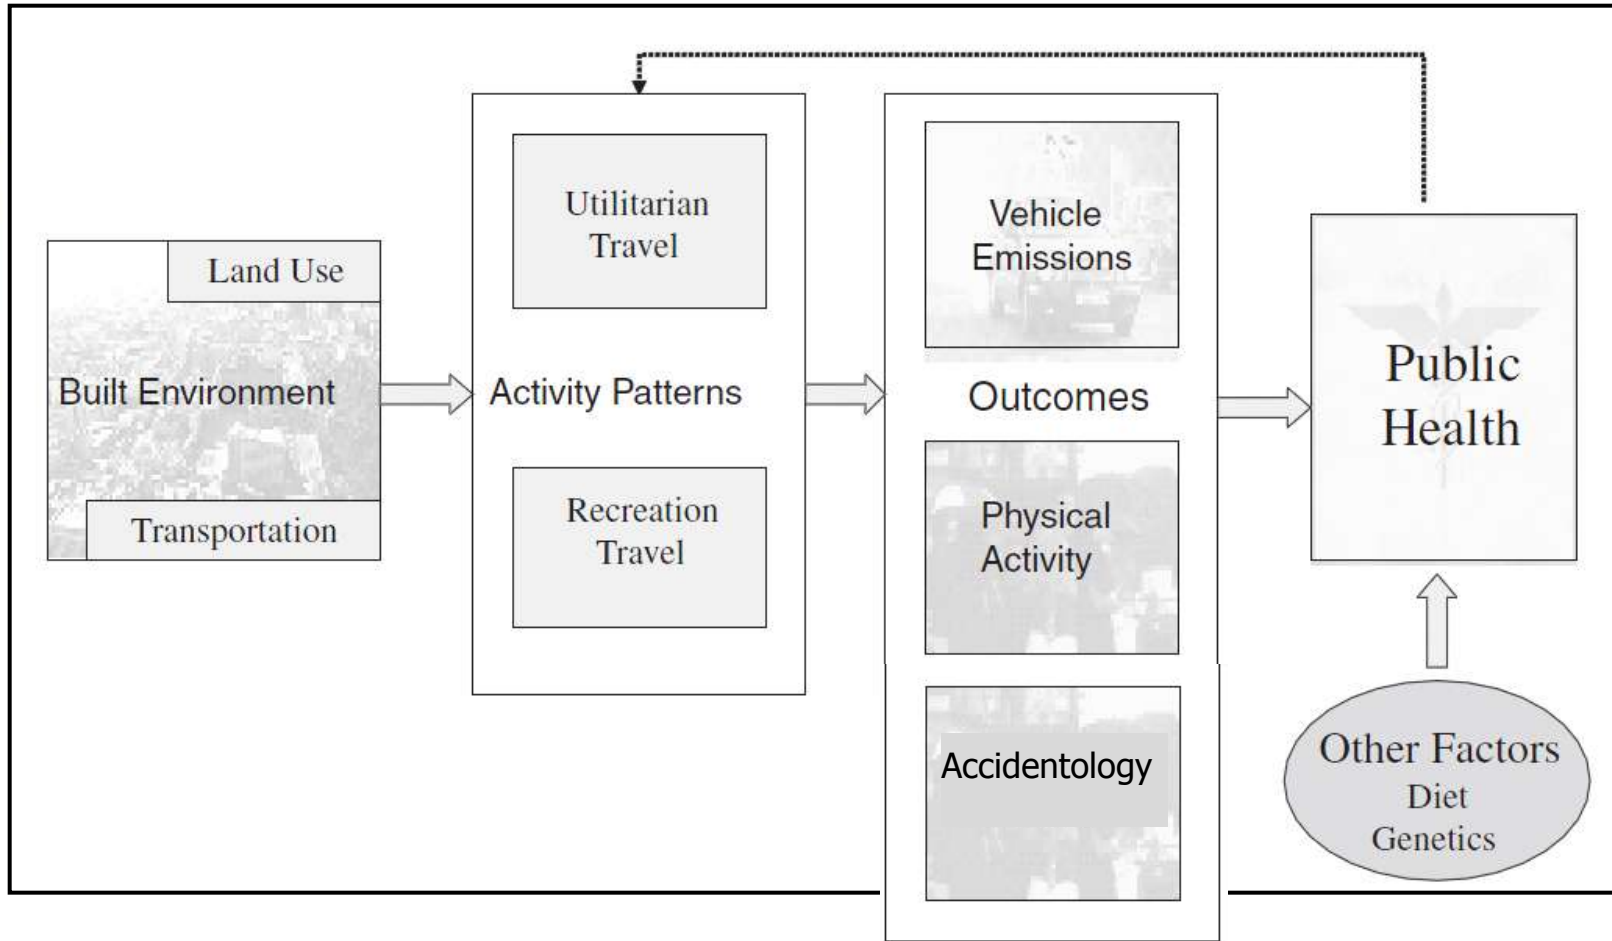 Land Use
Built Environment
Transportation
Utilitarian
Travel
Activity Patterns
Recreation
Travel
Vehicle
Emissions
Outcomes
Physical
Activity
Accidentology
Public
Health
Other Factors
Diet
Genetics